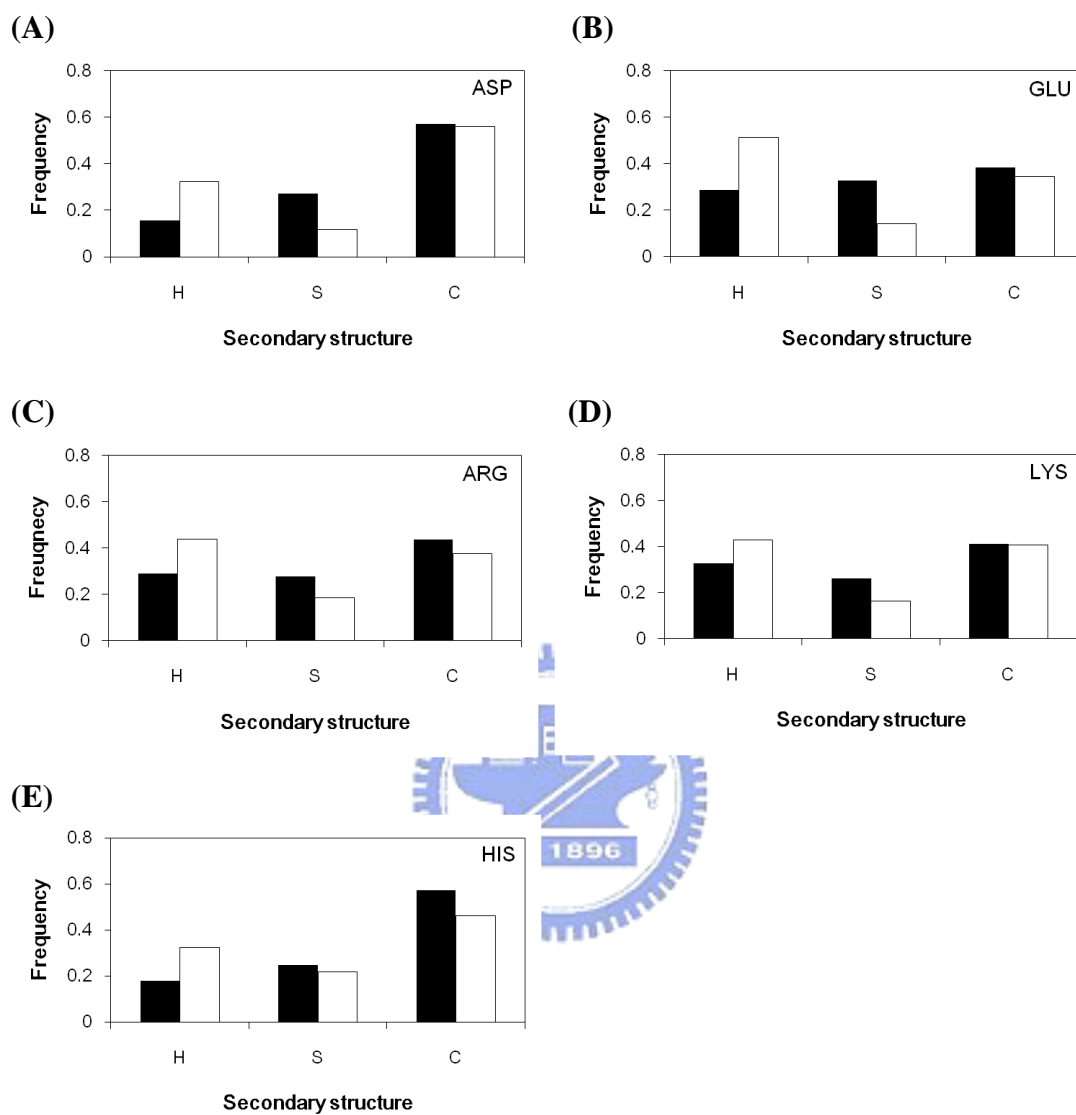 (A)
0.8
ASP
0.6
0.4
0.2
0
Frequency
H S C
Secondary structure
(B)
0.8
GLU
0.6
0.4
0.2
0
Frequency
H S C
Secondary structure
(C)
0.8
ARG
0.6
0.4
0.2
0
Freuqnecy
H S C
Secondary structure
(D)
0.8
LYS
0.6
0.4
0.2
0
Frequency
H S C
Secondary structure
(E)
0.8
HIS
0.6
0.4
0.2
0
Frequency
H S C
Secondary structure
1896